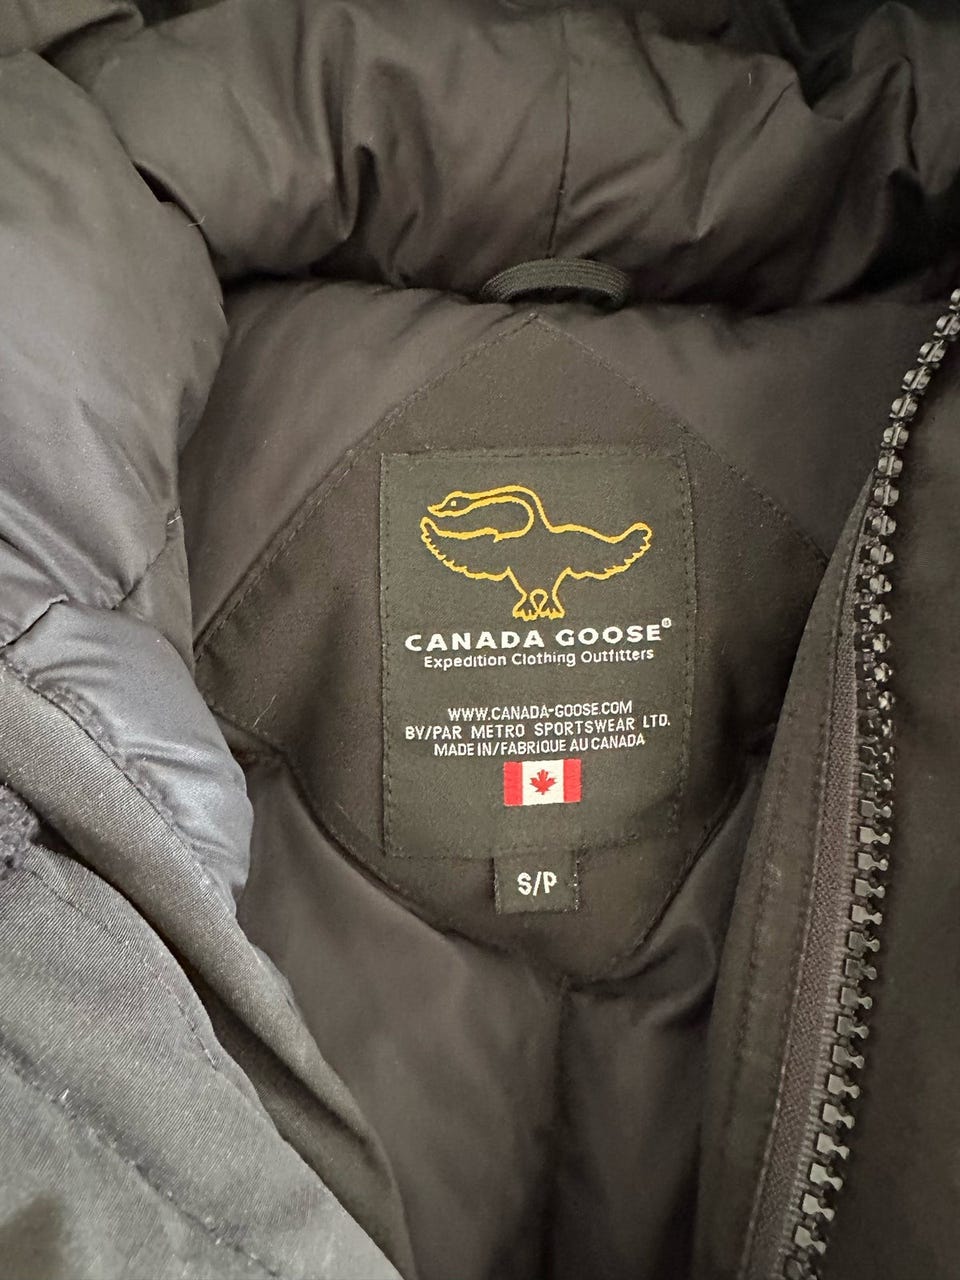 CANADA GOOSE®
Expedition Clothing Outfitters
WWW.CANADA-GOOSE.COM
BY/PAR METRO SPORTSWEAR LTD.
MADE IN/FABRIQUE AU CANADA
S/P